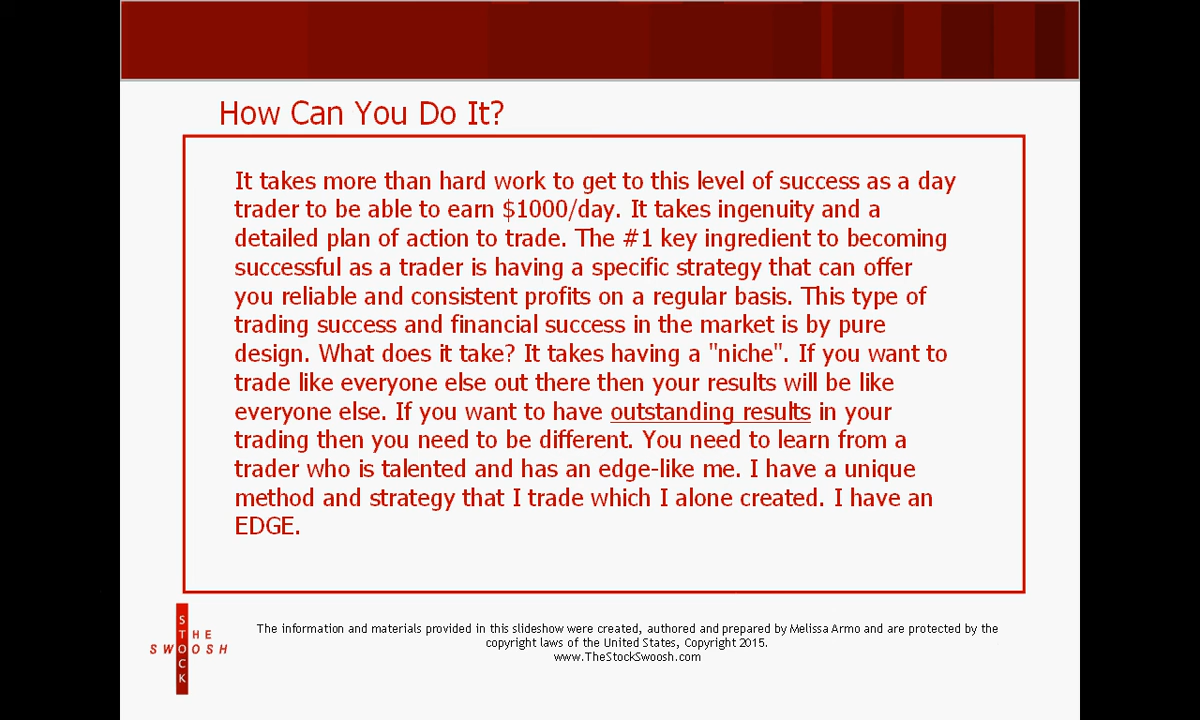 How Can You Do It?
It takes more than hard work to get to this level of success as a day
trader to be able to earn $1000/day. It takes ingenuity and a
detailed plan of action to trade. The #1 key ingredient to becoming
successful as a trader is having a specific strategy that can offer
you reliable and consistent profits on a regular basis. This type of
trading success and financial success in the market is by pure
design. What does it take? It takes having a "niche". If you want to
trade like everyone else out there then your results will be like
everyone else. If you want to have outstanding results in your
trading then you need to be different. You need to learn from a
trader who is talented and has an edge-like me. I have a unique
method and strategy that I trade which I alone created. I have an
EDGE.
THE
STOCK
SWOOSH
The information and materials provided in this slideshow were created, authored and prepared by Melissa Armo and are protected by the
copyright laws of the United States, Copyright 2015.
www.TheStockSwoosh.com